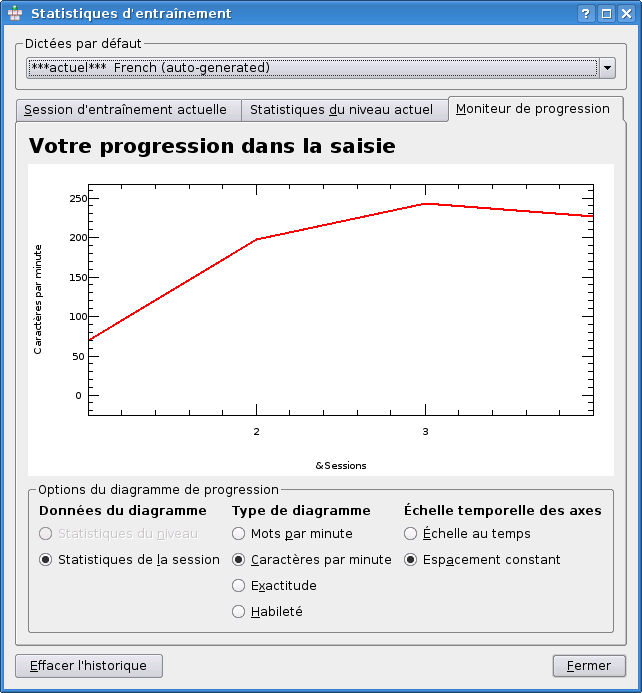 Statistiques d'entraînement
Dictées par défaut
***actuel*** French (auto-generated)
Session d'entraînement actuelle
Statistiques du niveau actuel
Moniteur de progression
Votre progression dans la saisie
250
200
150
100
50
0
Caractères par minute
2
3
&Sessions
Options du diagramme de progression
Données du diagramme
Type de diagramme
Échelle temporelle des axes
Statistiques du niveau
Mots par minute
Échelle au temps
Statistiques de la session
Caractères par minute
Espacement constant
Exactitude
Habileté
Effacer l'historique
Fermer